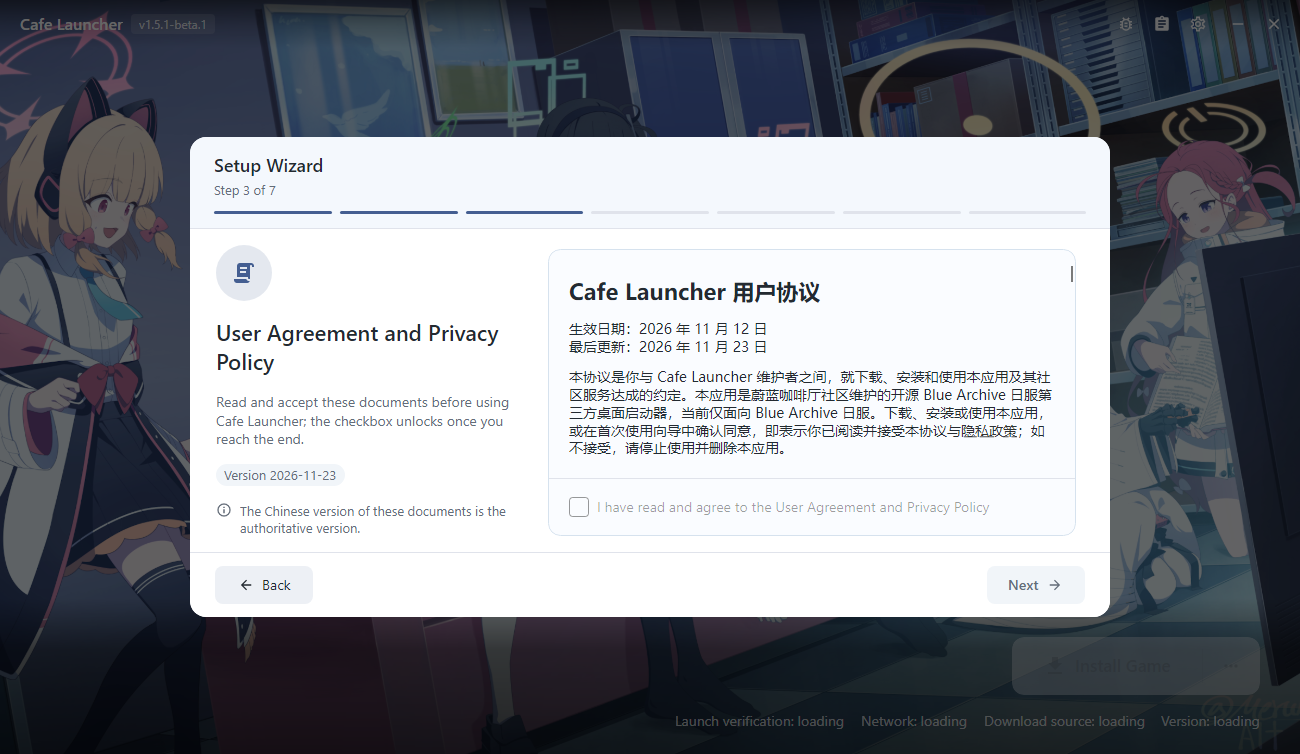 Cafe Launcher v1.5.1-beta.1
Setup Wizard
Step 3 of 7
User Agreement and Privacy
Policy
Read and accept these documents before using
Cafe Launcher; the checkbox unlocks once you
reach the end.
Version 2026-11-23
The Chinese version of these documents is the
authoritative version.
Cafe Launcher 用户协议
生效日期：2026 年 11 月 12 日
最后更新：2026 年 11 月 23 日
本协议是你与 Cafe Launcher 维护者之间，就下载、安装和使用本应用及其社
区服务达成的约定。本应用是蔚蓝咖啡厅社区维护的开源 Blue Archive 日服第
三方桌面启动器，当前仅面向 Blue Archive 日服。下载、安装或使用本应用，
或在首次使用向导中确认同意，即表示你已阅读并接受本协议与隐私政策；如
不接受，请停止使用并删除本应用。
I have read and agree to the User Agreement and Privacy Policy
Back
Next
Install Game
Launch verification: loading Network: loading Download source: loading Version: loading